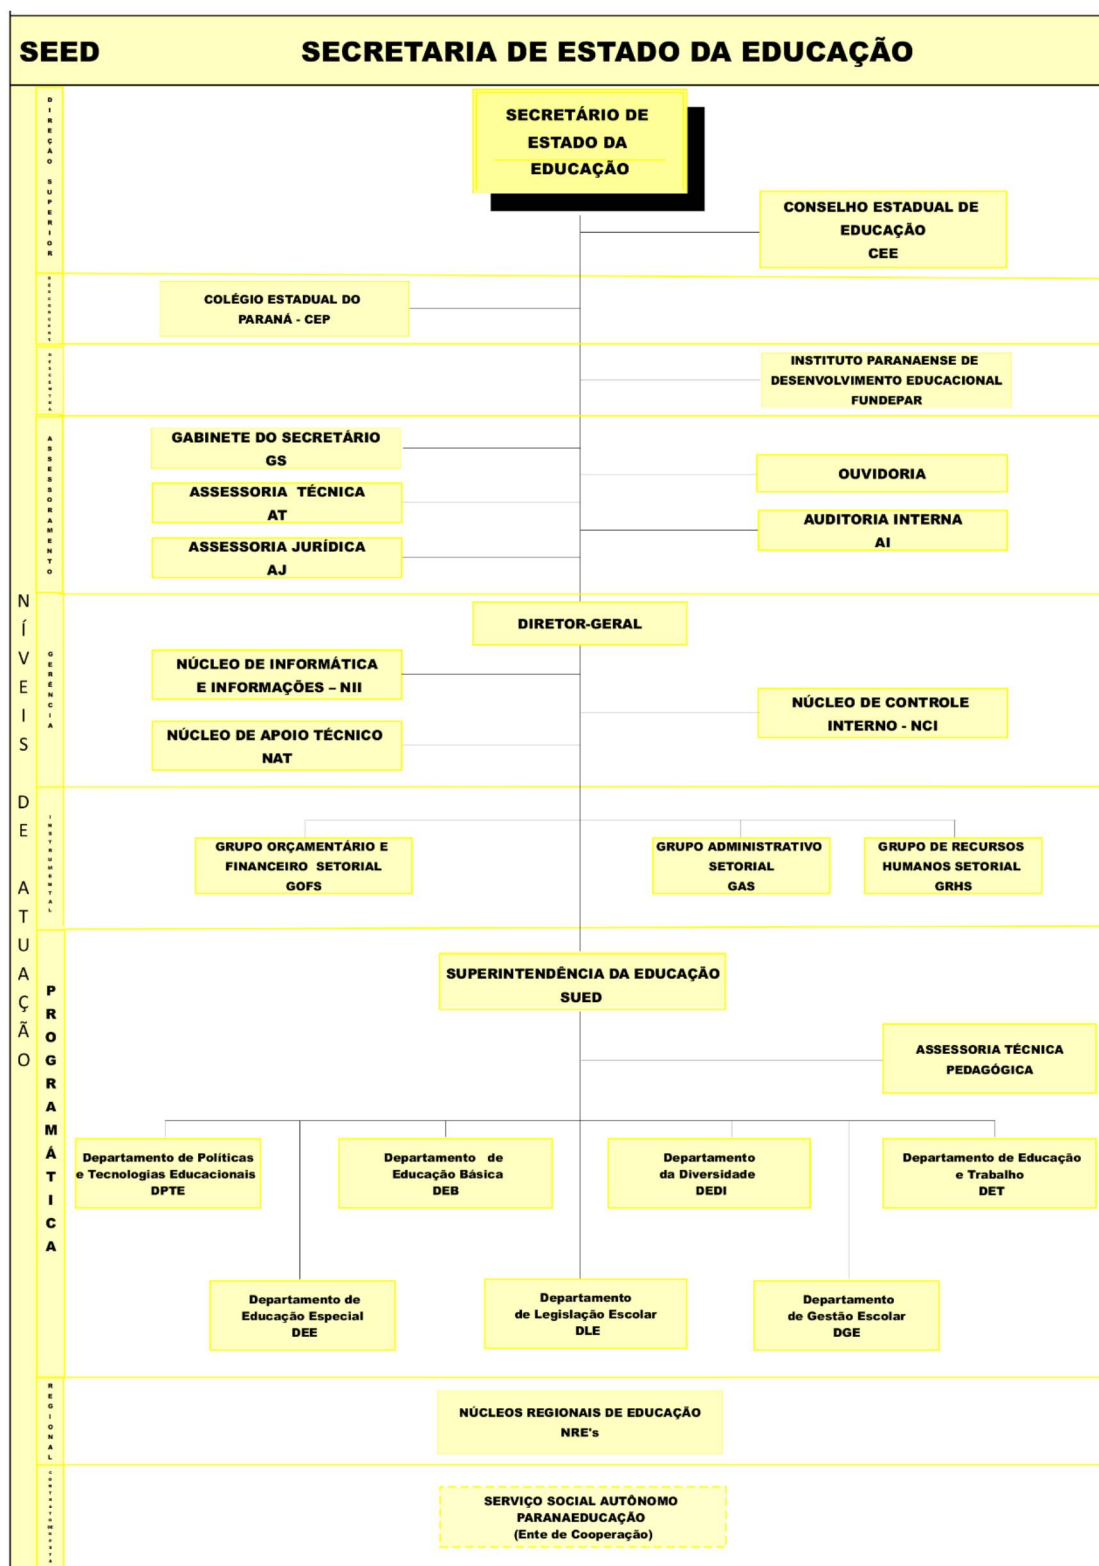 SEED SECRETARIA DE ESTADO DA EDUCAÇÃO
NÍVEIS DE ATUAÇÃO
DIREÇÃO SUPERIOR
SECRETÁRIO DE
ESTADO DA
EDUCAÇÃO
CONSELHO ESTADUAL DE
EDUCAÇÃO
CEE
COLÉGIO ESTADUAL DO
PARANÁ - CEP
INSTITUTO PARANAENSE DE
DESENVOLVIMENTO EDUCACIONAL
FUNDEPAR
ASSESSORAMENTO
GABINETE DO SECRETÁRIO
GS
OUVIDORIA
ASSESSORIA TÉCNICA
AT
AUDITORIA INTERNA
AI
ASSESSORIA JURÍDICA
AJ
GERÊNCIA
DIRETOR-GERAL
NÚCLEO DE INFORMÁTICA
E INFORMAÇÕES – NII
NÚCLEO DE CONTROLE
INTERNO - NCI
NÚCLEO DE APOIO TÉCNICO
NAT
INSTRUMENTAL
GRUPO ORÇAMENTÁRIO E
FINANCEIRO SETORIAL
GOFS
GRUPO ADMINISTRATIVO
SETORIAL
GAS
GRUPO DE RECURSOS
HUMANOS SETORIAL
GRHS
PROGRAMÁTICA
SUPERINTENDÊNCIA DA EDUCAÇÃO
SUED
ASSESSORIA TÉCNICA
PEDAGÓGICA
Departamento de Políticas
e Tecnologias Educacionais
DPTE
Departamento de
Educação Básica
DEB
Departamento
da Diversidade
DEDI
Departamento de Educação
e Trabalho
DET
Departamento de
Educação Especial
DEE
Departamento
de Legislação Escolar
DLE
Departamento
de Gestão Escolar
DGE
REGIONAL
NÚCLEOS REGIONAIS DE EDUCAÇÃO
NRE's
SERVIÇO SOCIAL AUTÔNOMO
PARANAEDUCAÇÃO
(Ente de Cooperação)